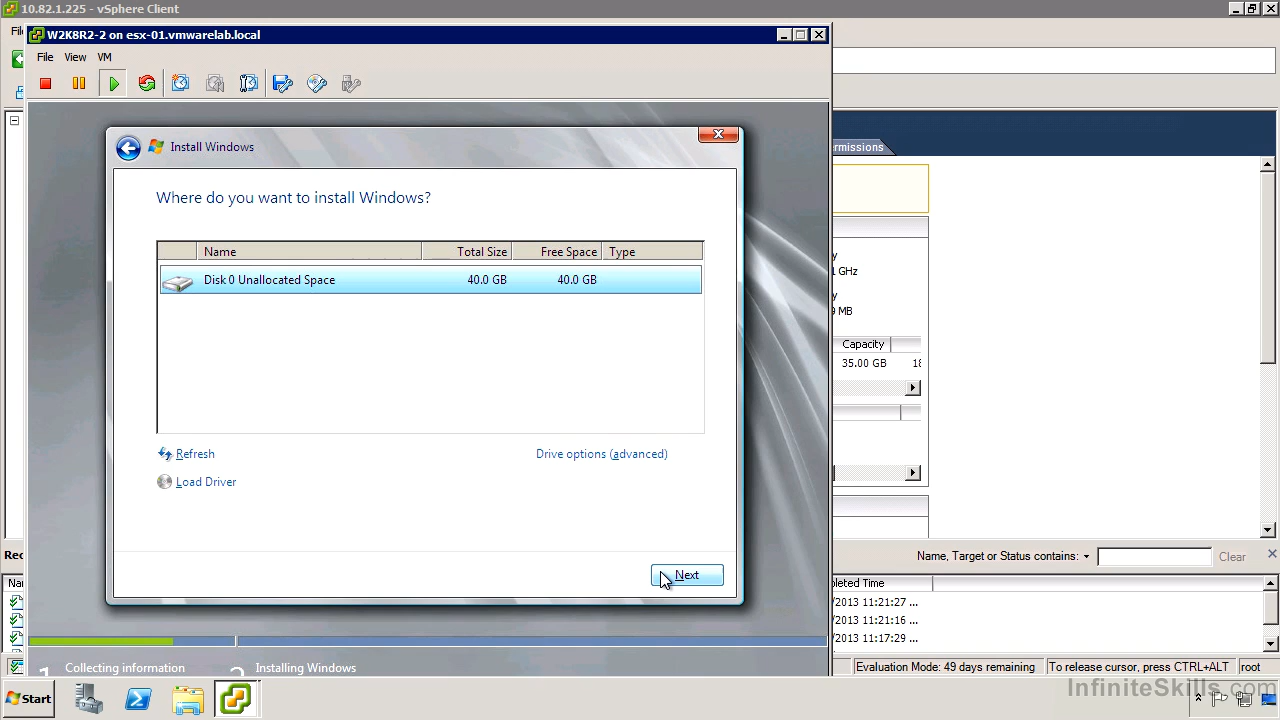 10.82.1.225 - vSphere Client
W2K8R2-2 on esx-01.vmwarelab.local
File View VM
Install Windows
ermissions
Where do you want to install Windows?
Name Total Size Free Space Type
Disk 0 Unallocated Space 40.0 GB 40.0 GB
1 GHz
9 MB
Capacity
35.00 GB
Refresh
Drive options (advanced)
Load Driver
Rec
Name, Target or Status contains:
Clear
Next
Na
pleted Time
/2013 11:21:27 ...
/2013 11:21:16 ...
/2013 11:17:29 ...
1 Collecting information
2 Installing Windows
Evaluation Mode: 49 days remaining
To release cursor, press CTRL+ALT
root
Start
InfiniteSkills.com